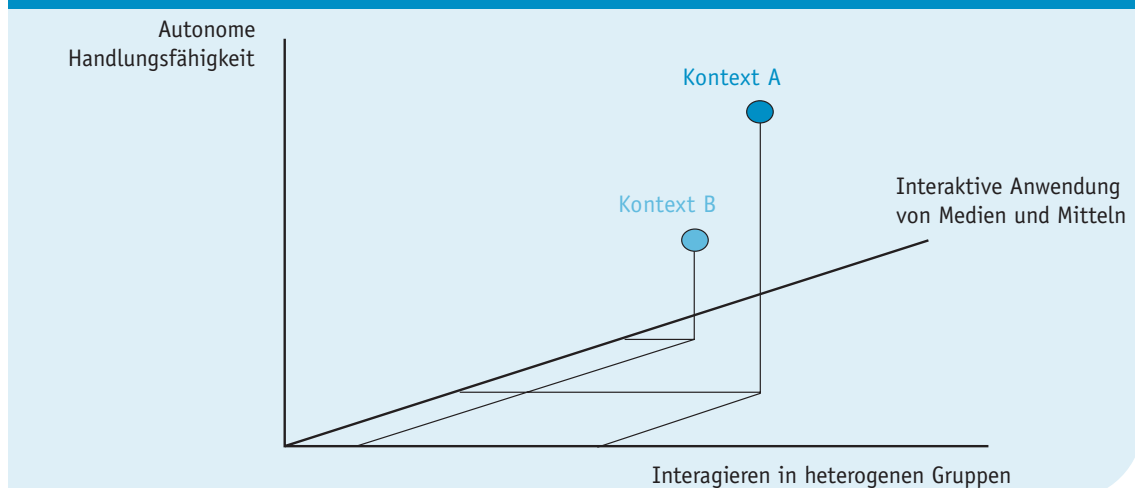 Autonome
Handlungsfähigkeit
Kontext A
Interaktive Anwendung
von Medien und Mitteln
Kontext B
Interagieren in heterogenen Gruppen